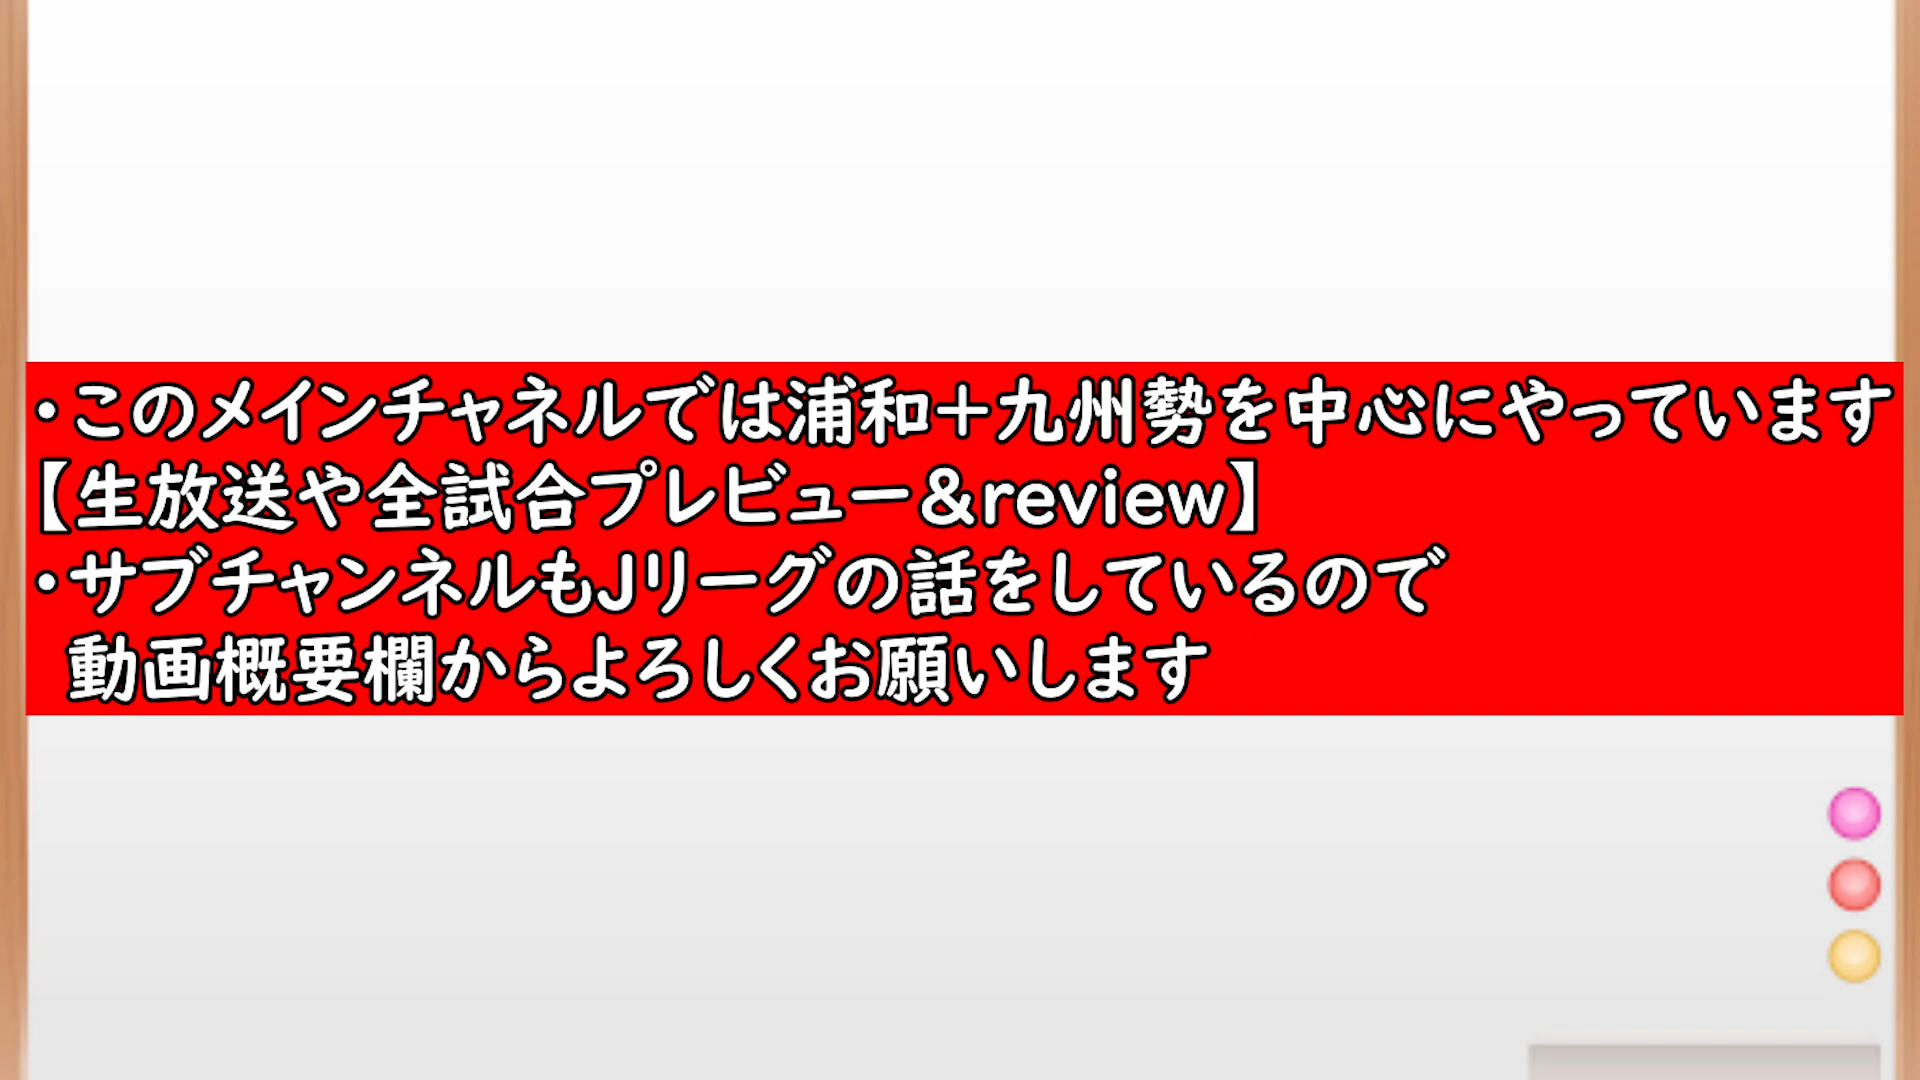 ・このメインチャネルでは浦和＋九州勢を中心にやっています
【生放送や全試合プレビュー＆review】
・サブチャンネルもJリーグの話をしているので
動画概要欄からよろしくお願いします